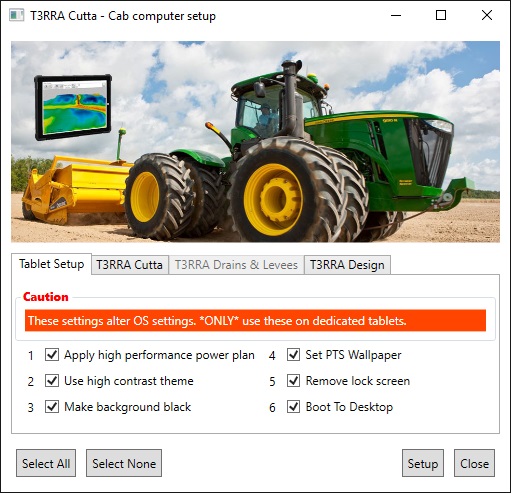 T3RRA Cutta - Cab computer setup
Tablet Setup T3RRA Cutta T3RRA Drains & Levees T3RRA Design
Caution
These settings alter OS settings. *ONLY* use these on dedicated tablets.
1 Apply high performance power plan 4 Set PTS Wallpaper
2 Use high contrast theme 5 Remove lock screen
3 Make background black 6 Boot To Desktop
Select All Select None Setup Close